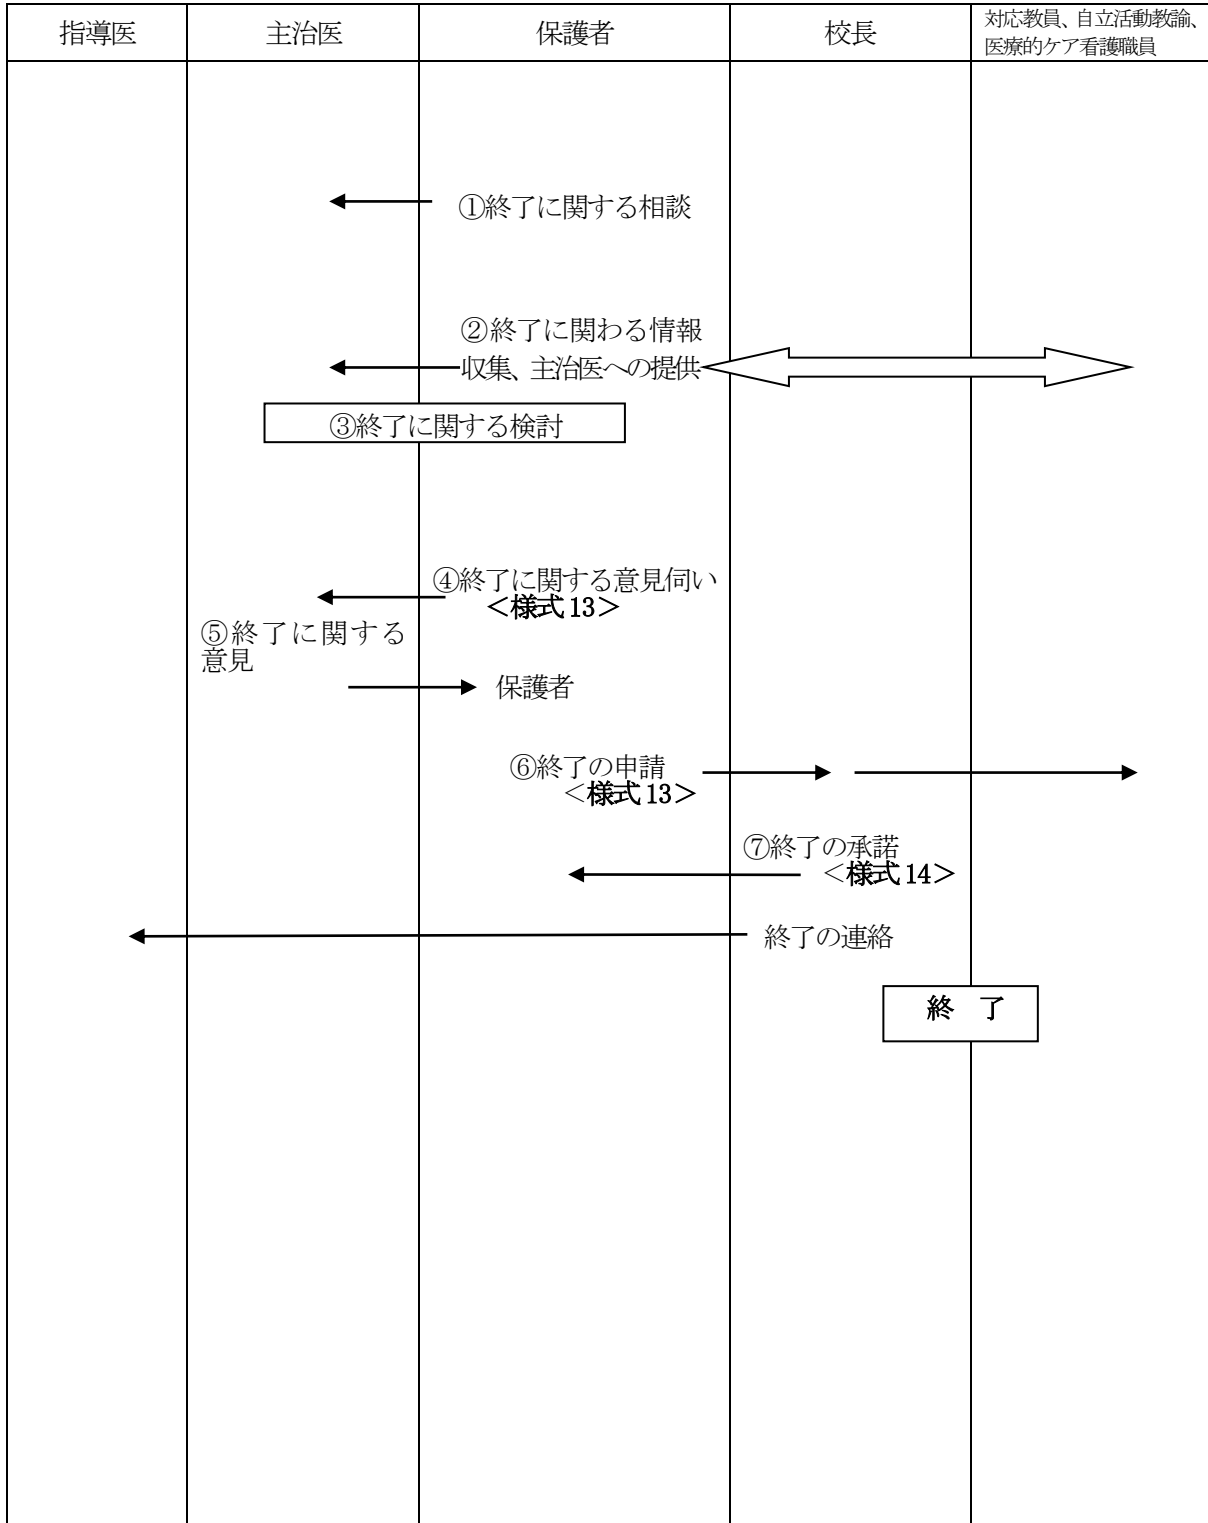 指導医
主治医
保護者
校長
対応教員、自立活動教諭、
医療的ケア看護職員
①終了に関する相談
②終了に関わる情報
収集、主治医への提供
③終了に関する検討
④終了に関する意見伺い
＜様式13＞
⑤終了に関する
意見
保護者
⑥終了の申請
＜様式13＞
⑦終了の承諾
＜様式14＞
終了の連絡
終　了